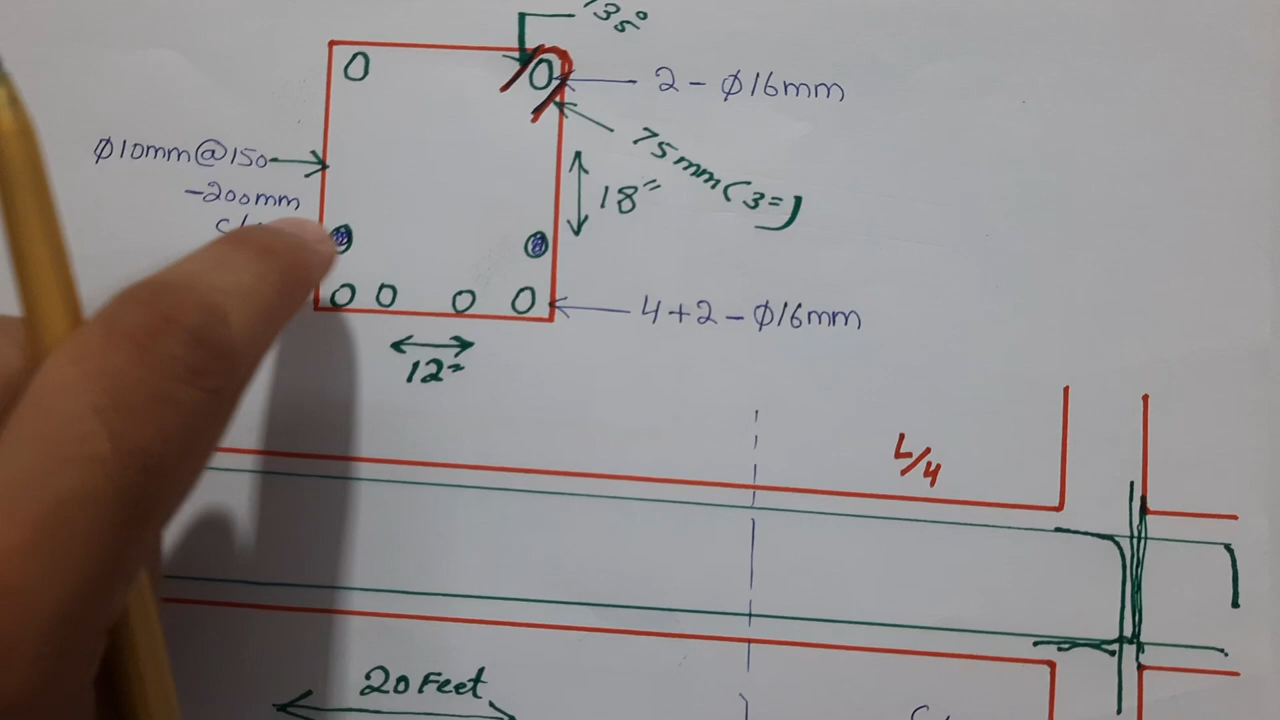 135°
2-Ø16mm
Ø10mm@150
-200mm
75mm(3=)
18"
4+2-Ø16mm
12"
L/4
20 Feet